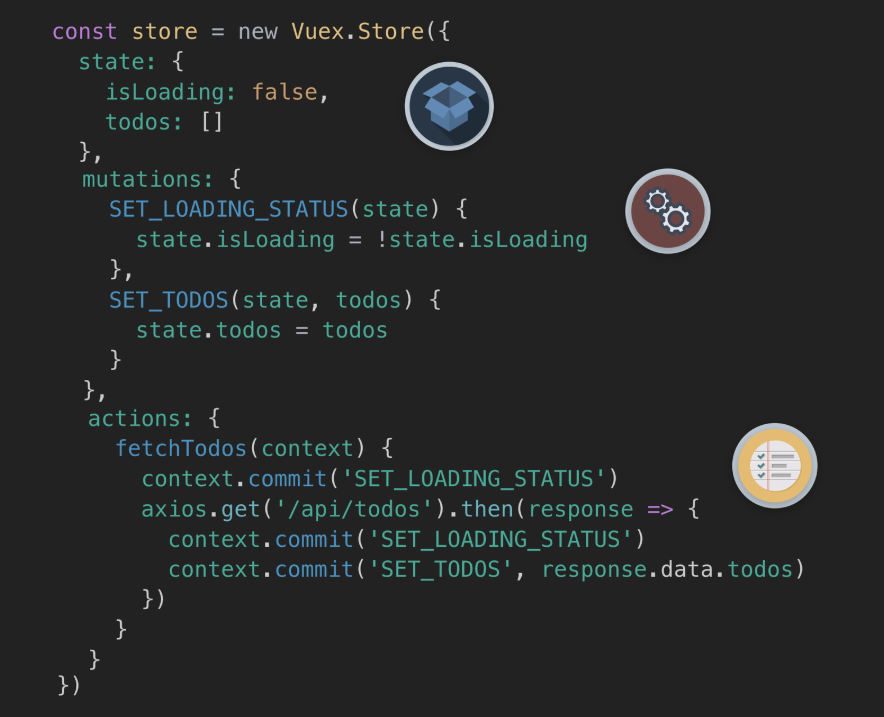 const store = new Vuex.Store({
  state: {
    isLoading: false,
    todos: []
  },
  mutations: {
    SET_LOADING_STATUS(state) {
      state.isLoading = !state.isLoading
    },
    SET_TODOS(state, todos) {
      state.todos = todos
    }
  },
  actions: {
    fetchTodos(context) {
      context.commit('SET_LOADING_STATUS')
      axios.get('/api/todos').then(response => {
        context.commit('SET_LOADING_STATUS')
        context.commit('SET_TODOS', response.data.todos)
      })
    }
  }
})